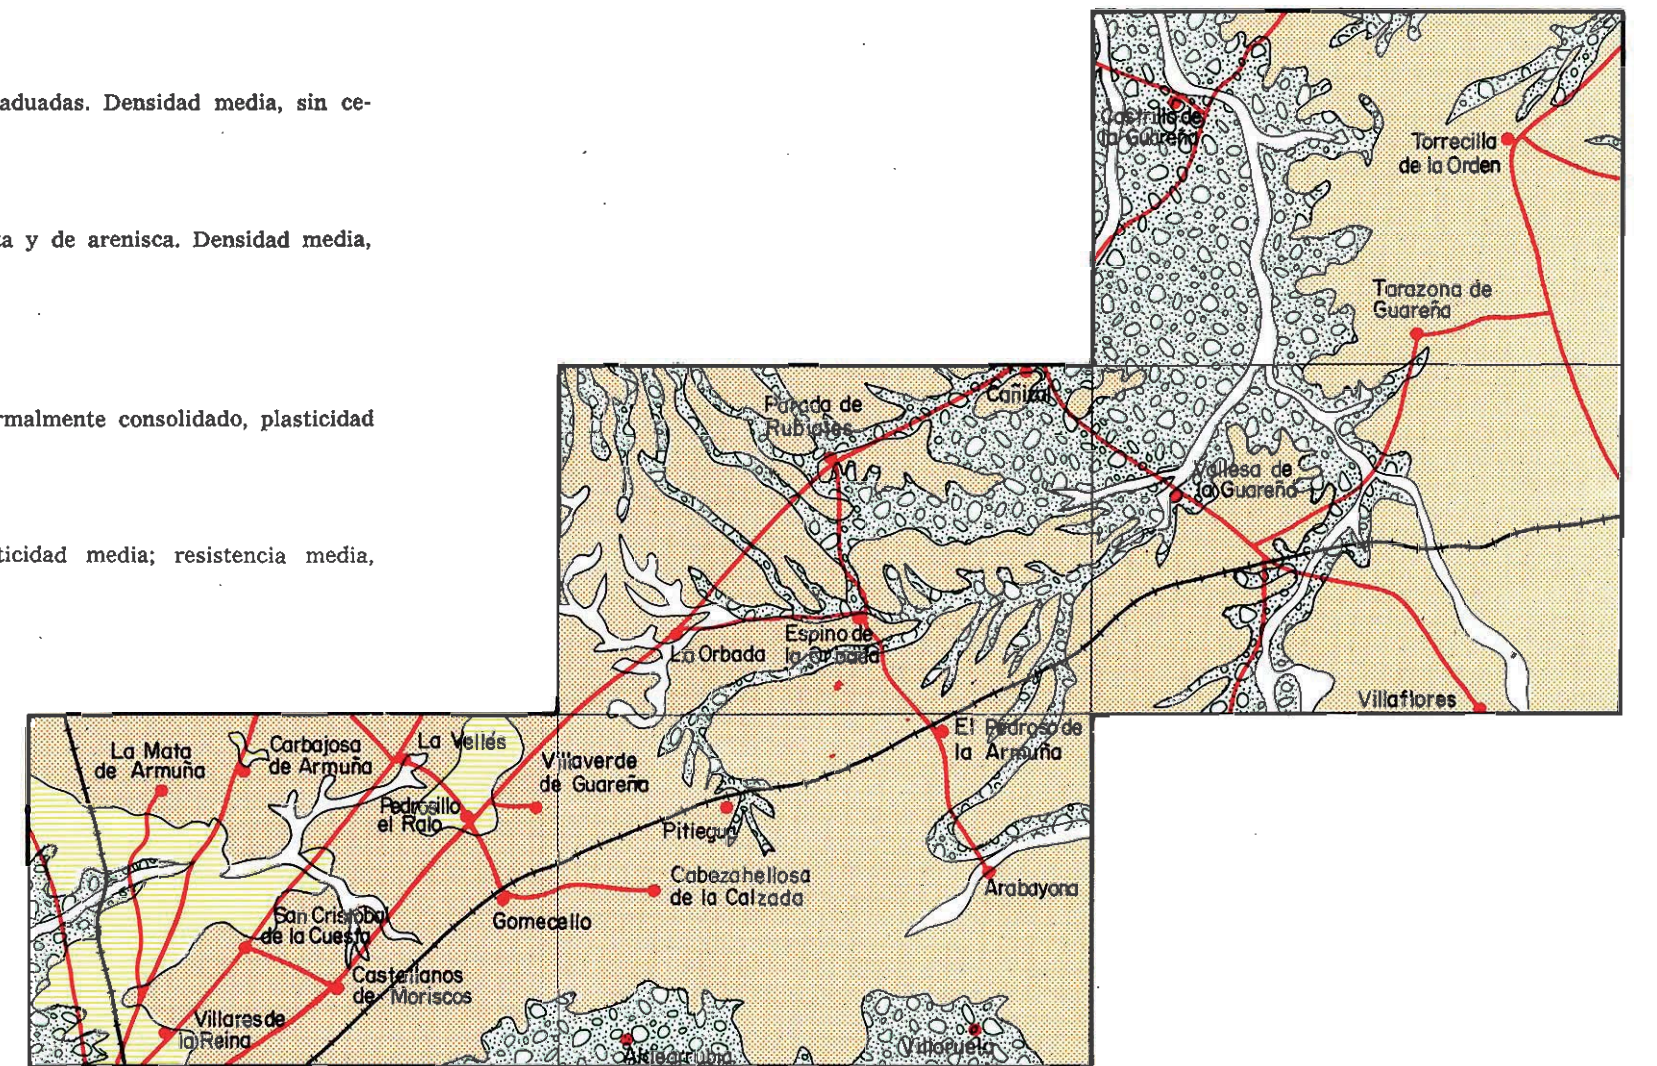 aduadas. Densidad media, sin ce-
a y de arenisca. Densidad media,
rmalmente consolidado, plasticidad
ticidad media; resistencia media,
Castrillo de
la Guareña
Torrecilla
de la Orden
Tarazona de
Guareña
Cañizal
Parada de
Rubiales
Vallesa de
la Guareña
Espino de
la Orbada
La Orbada
Villaflores
El Pedroso de
la Armuña
La Mata
de Armuña
Carbajosa
de Armuña
La Vellés
Villaverde
de Guareña
Pedrosillo
el Ralo
Pitiegua
Cabezahellosa
de la Calzada
Arabayona
Gomecello
San Cristobal
de la Cuesta
Castellanos
de Moriscos
Villares de
la Reina
Aldearrubia
Villoruela